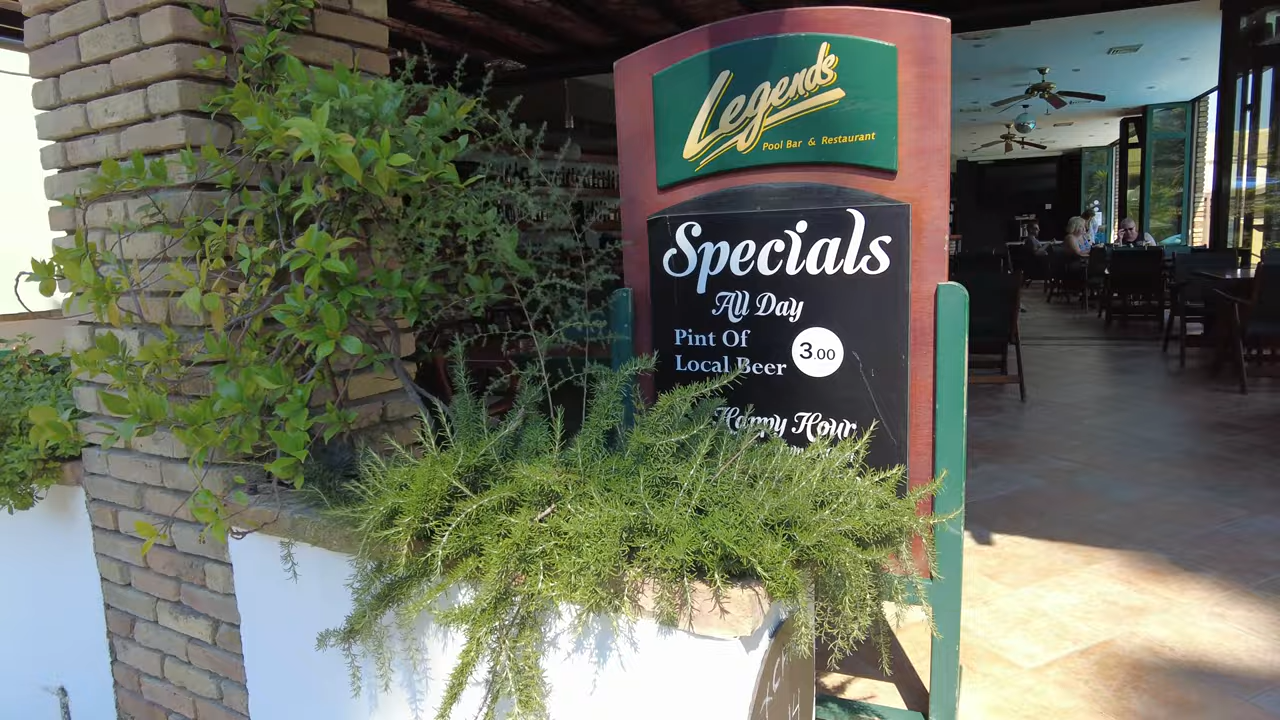 Legends
Pool Bar & Restaurant
Specials
All Day
Pint Of
Local Beer
3.00
Happy Hour